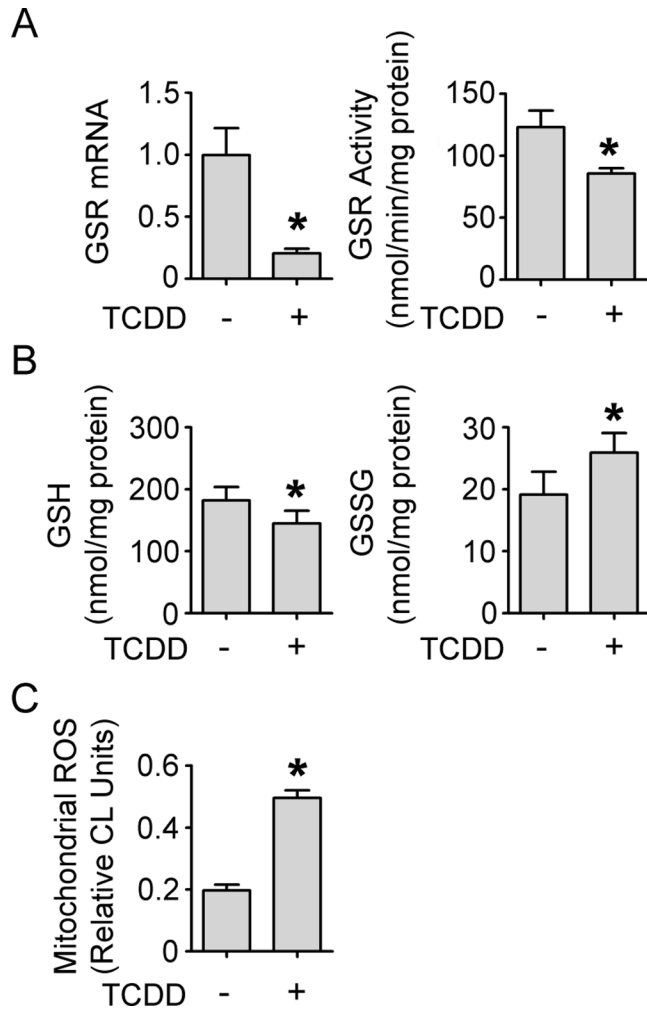 A
GSR mRNA
1.5
1.0
0.5
0
*
TCDD - +
GSR Activity
(nmol/min/mg protein)
150
100
50
0
*
TCDD - +
B
GSH
(nmol/mg protein)
300
200
100
0
*
TCDD - +
GSSG
(nmol/mg protein)
30
20
10
0
*
TCDD - +
C
Mitochondrial ROS
(Relative CL Units)
0.6
0.4
0.2
0
*
TCDD - +